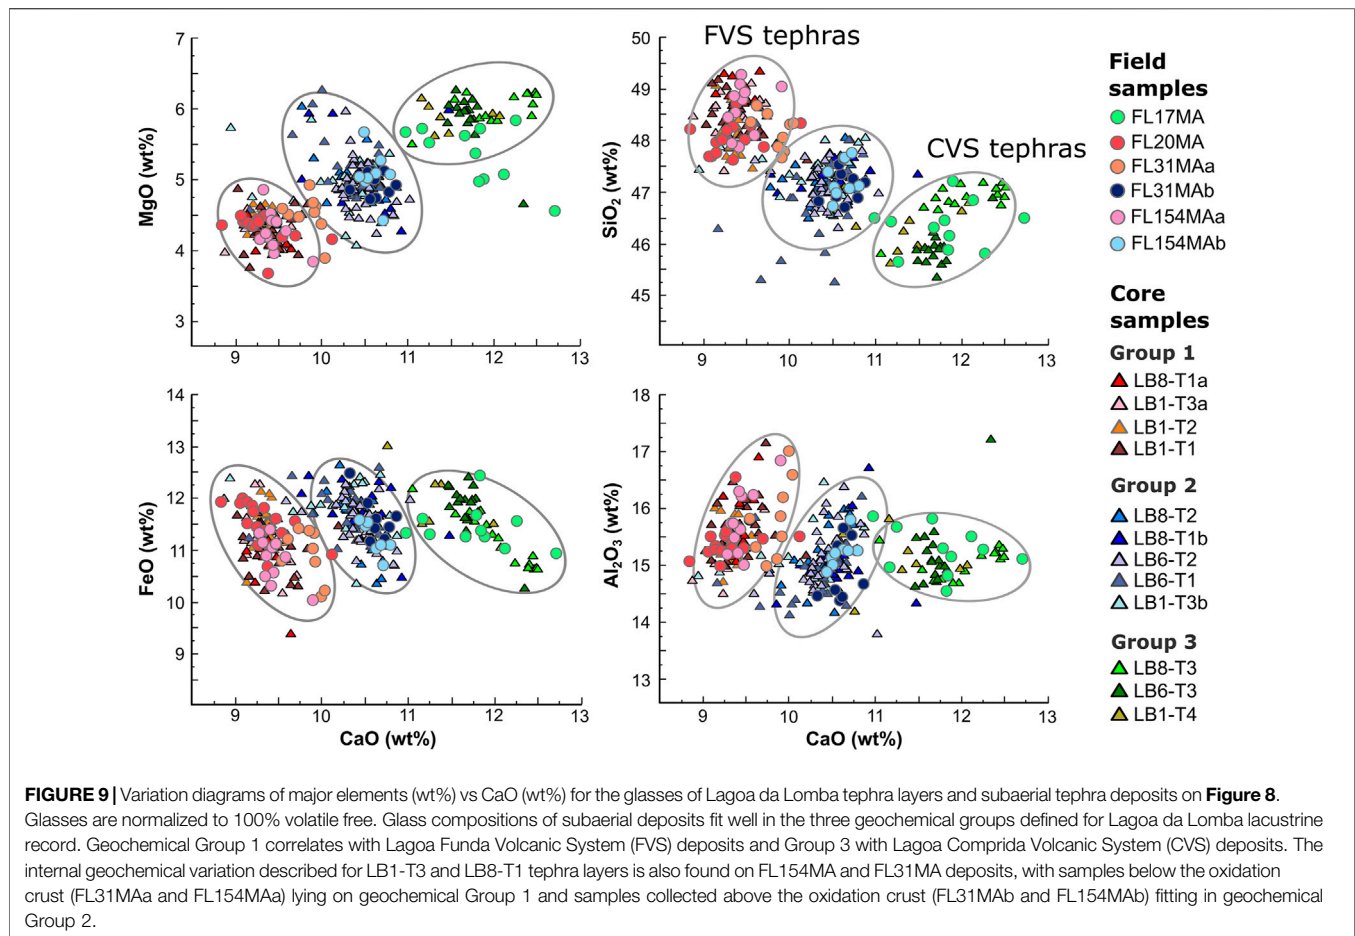 7
6
5
4
3
MgO (wt%)
9 10 11 12 13
50
49
48
47
46
45
SiO₂ (wt%)
FVS tephras
CVS tephras
9 10 11 12 13
14
13
12
11
10
9
FeO (wt%)
9 10 11 12 13
CaO (wt%)
18
17
16
15
14
13
Al₂O₃ (wt%)
9 10 11 12 13
CaO (wt%)
Field
samples
FL17MA
FL20MA
FL31MAa
FL31MAb
FL154MAa
FL154MAb
Core
samples
Group 1
LB8-T1a
LB1-T3a
LB1-T2
LB1-T1
Group 2
LB8-T2
LB8-T1b
LB6-T2
LB6-T1
LB1-T3b
Group 3
LB8-T3
LB6-T3
LB1-T4
FIGURE 9 | Variation diagrams of major elements (wt%) vs CaO (wt%) for the glasses of Lagoa da Lomba tephra layers and subaerial tephra deposits on Figure 8.
Glasses are normalized to 100% volatile free. Glass compositions of subaerial deposits fit well in the three geochemical groups defined for Lagoa da Lomba lacustrine
record. Geochemical Group 1 correlates with Lagoa Funda Volcanic System (FVS) deposits and Group 3 with Lagoa Comprida Volcanic System (CVS) deposits. The
internal geochemical variation described for LB1-T3 and LB8-T1 tephra layers is also found on FL154MA and FL31MA deposits, with samples below the oxidation
crust (FL31MAa and FL154MAa) lying on geochemical Group 1 and samples collected above the oxidation crust (FL31MAb and FL154MAb) fitting in geochemical
Group 2.